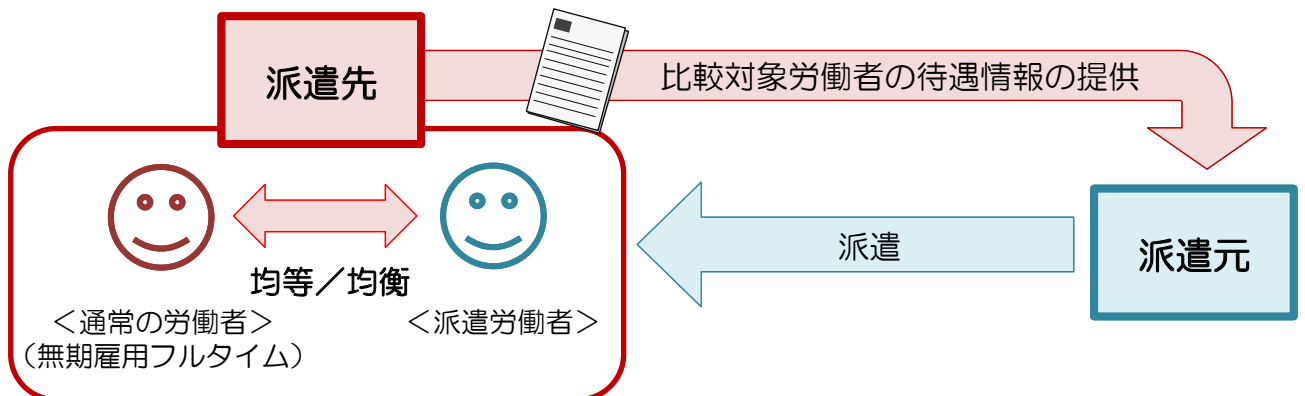 派遣先
比較対象労働者の待遇情報の提供
派遣
派遣元
均等／均衡
＜通常の労働者＞
（無期雇用フルタイム）
＜派遣労働者＞